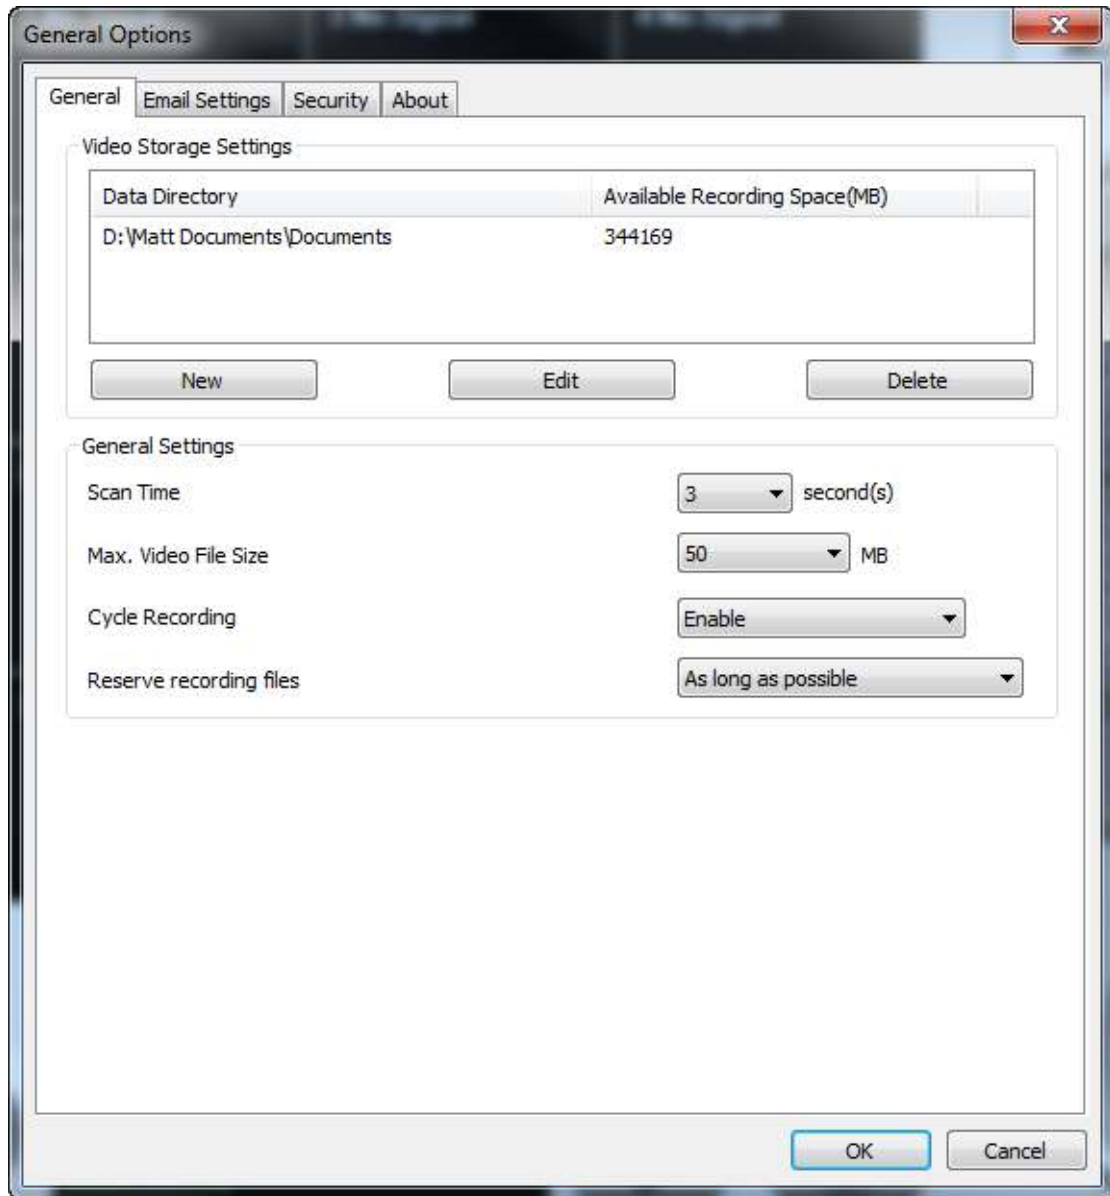 General Options
General Email Settings Security About
Video Storage Settings
Data Directory Available Recording Space(MB)
D:\Matt Documents\Documents 344169
New Edit Delete
General Settings
Scan Time 3 second(s)
Max. Video File Size 50 MB
Cycle Recording Enable
Reserve recording files As long as possible
OK Cancel